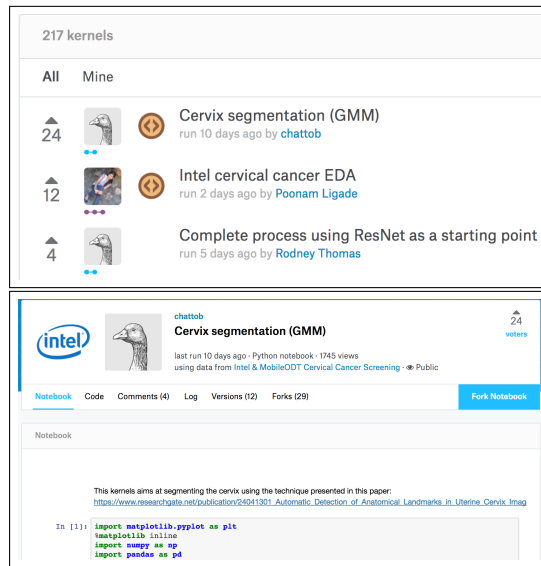 217 kernels
All Mine
24
Cervix segmentation (GMM)
run 10 days ago by chattob
12
Intel cervical cancer EDA
run 2 days ago by Poonam Ligade
4
Complete process using ResNet as a starting point
run 5 days ago by Rodney Thomas
intel
chattob
Cervix segmentation (GMM)
last run 10 days ago · Python notebook · 1745 views
using data from Intel & MobileODT Cervical Cancer Screening · Public
24
voters
Notebook Code Comments (4) Log Versions (12) Forks (29) Fork Notebook
Notebook
This kernels aims at segmenting the cervix using the technique presented in this paper:
https://www.researchgate.net/publication/24041301_Automatic_Detection_of_Anatomical_Landmarks_in_Uterine_Cervix_Imag
In [1]: import matplotlib.pyplot as plt
%matplotlib inline
import numpy as np
import pandas as pd